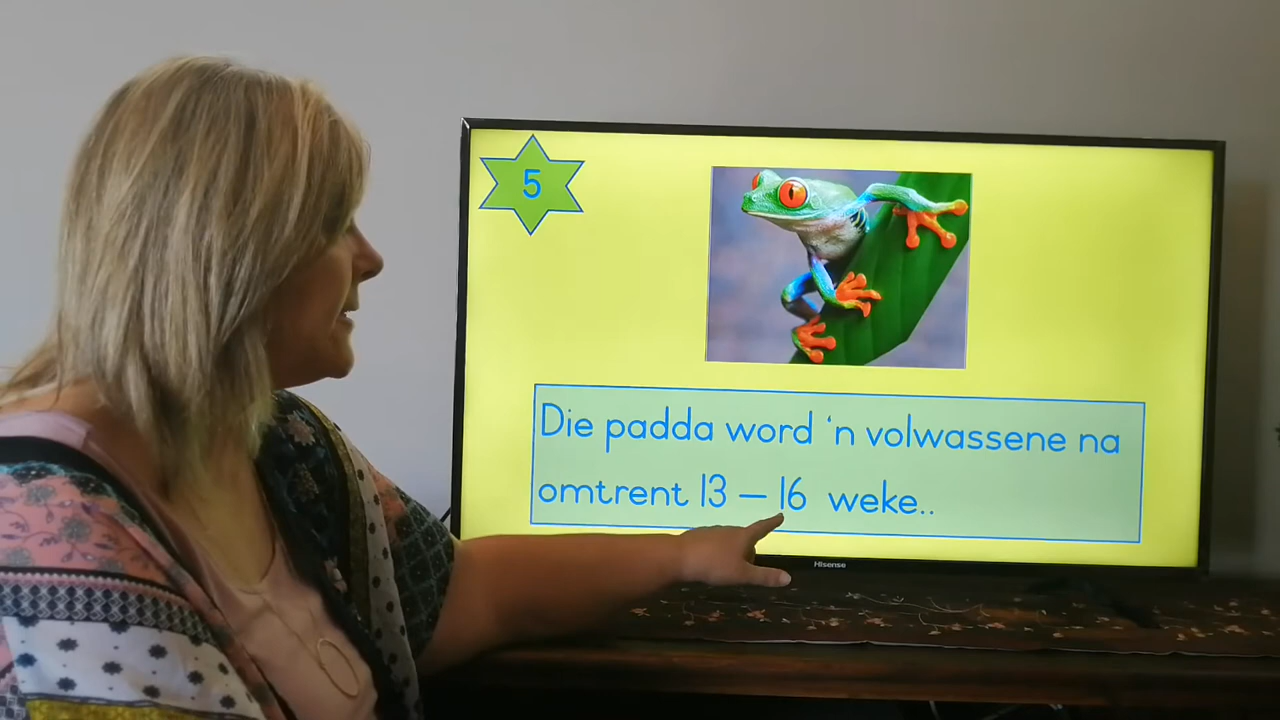 5
Die padda word 'n volwassene na
omtrent 13 – 16 weke..
Hisense